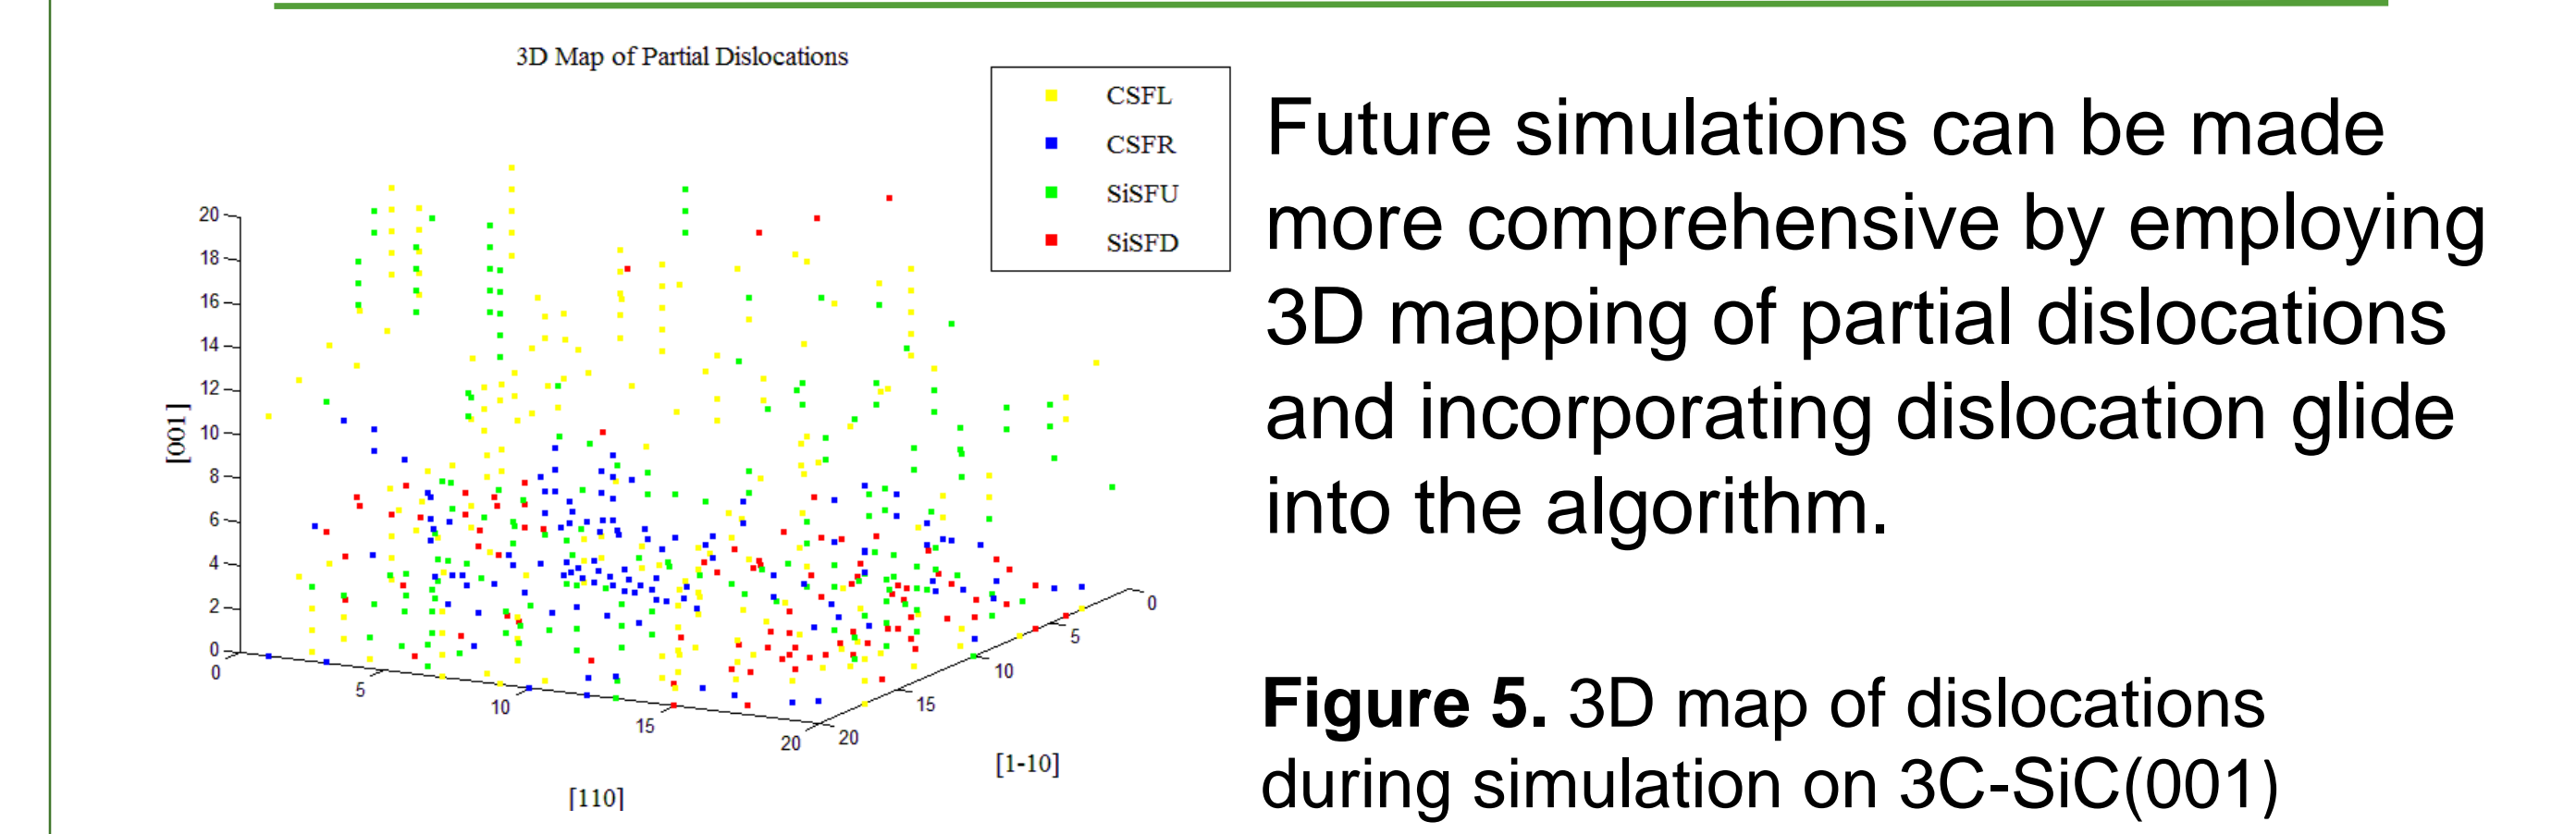 3D Map of Partial Dislocations
CSFL
CSFR
SiSFU
SiSFD
20
18
16
14
12
10
8
6
4
2
0
[001]
0
5
10
15
20
[110]
20
15
10
5
0
[1-10]
Future simulations can be made
more comprehensive by employing
3D mapping of partial dislocations
and incorporating dislocation glide
into the algorithm.
Figure 5. 3D map of dislocations
during simulation on 3C-SiC(001)